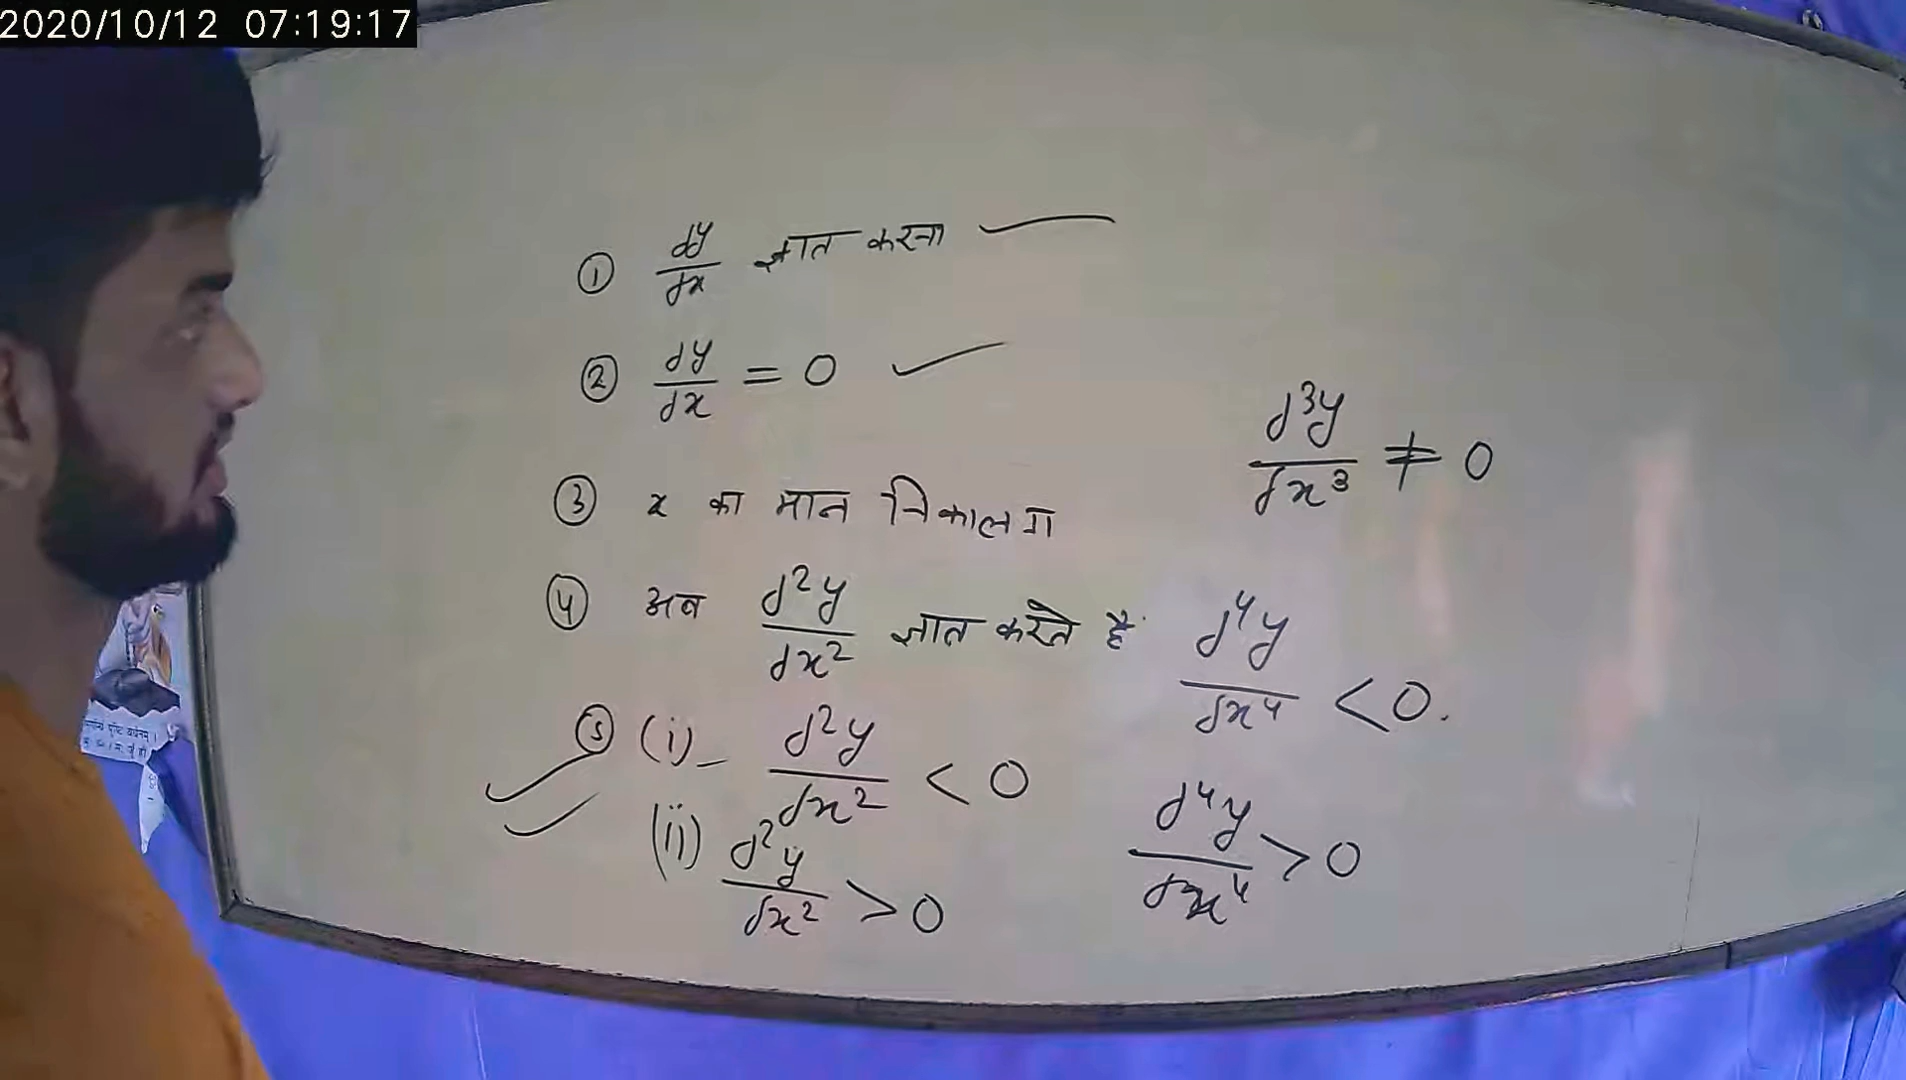 2020/10/12 07:19:17
① dy/dx ज्ञात करना
② dy/dx = 0
③ x का मान निकालना
④ अब d²y/dx² ज्ञात करते है
⑤ (i) - d²y/dx² < 0
(ii) d²y/dx² > 0
d³y/dx³ ≠ 0
d⁴y/dx⁴ < 0.
d⁴y/dx⁴ > 0